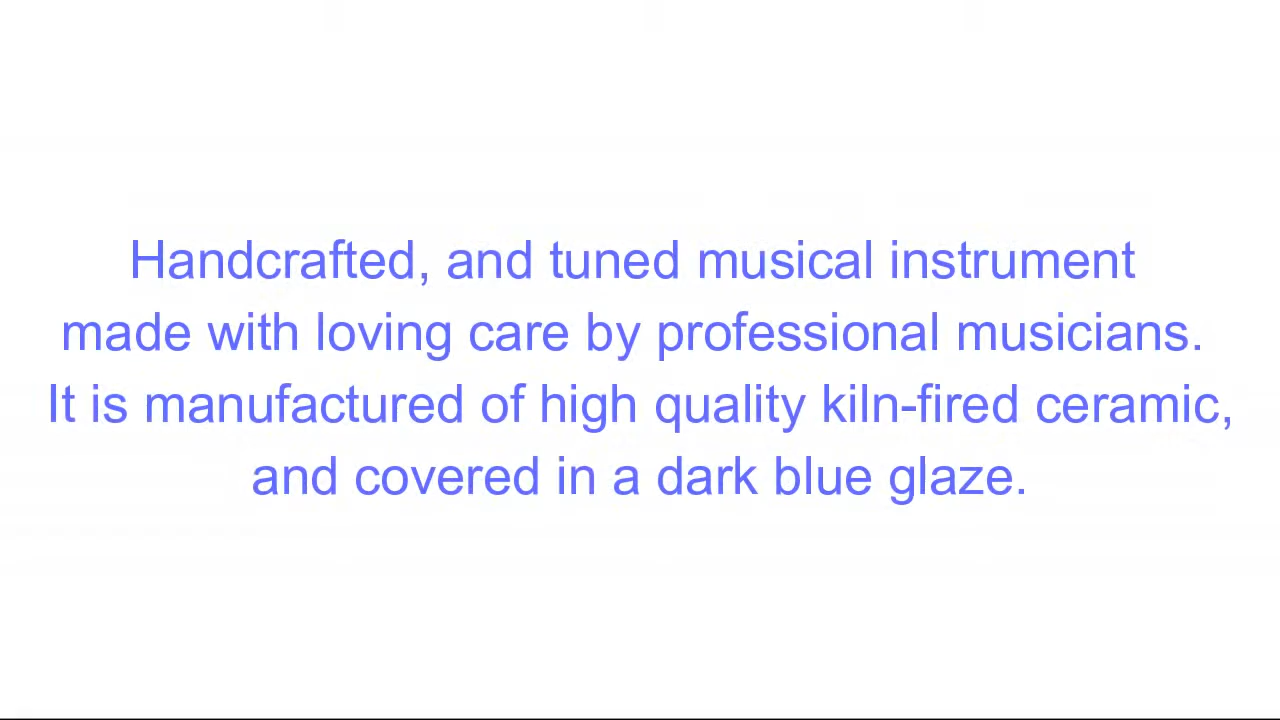 Handcrafted, and tuned musical instrument
made with loving care by professional musicians.
It is manufactured of high quality kiln-fired ceramic,
and covered in a dark blue glaze.